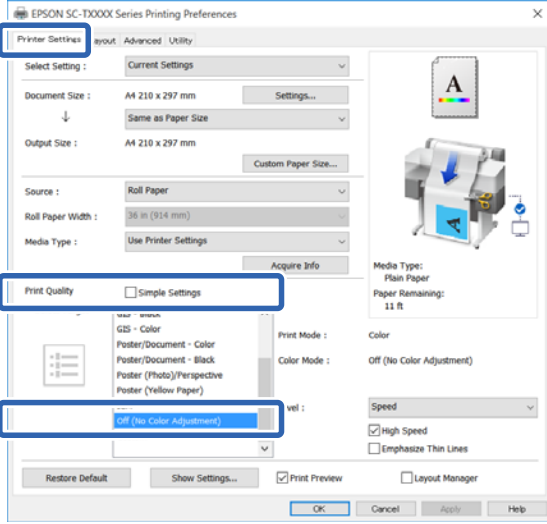 EPSON SC-TXXXX Series Printing Preferences
Printer Settings ayout Advanced Utility
Select Setting : Current Settings
Document Size : A4 210 x 297 mm Settings...
Same as Paper Size
Output Size : A4 210 x 297 mm
Custom Paper Size...
Source : Roll Paper
Roll Paper Width : 36 in (914 mm)
Media Type : Use Printer Settings
Acquire Info
Print Quality Simple Settings
GIS - Color
Poster/Document - Color
Poster/Document - Black
Poster (Photo)/Perspective
Poster (Yellow Paper)
Off (No Color Adjustment)
A
Media Type:
Plain Paper
Paper Remaining:
11 ft
Print Mode : Color
Color Mode : Off (No Color Adjustment)
vel : Speed
High Speed
Emphasize Thin Lines
Restore Default Show Settings... Print Preview Layout Manager
OK Cancel Apply Help